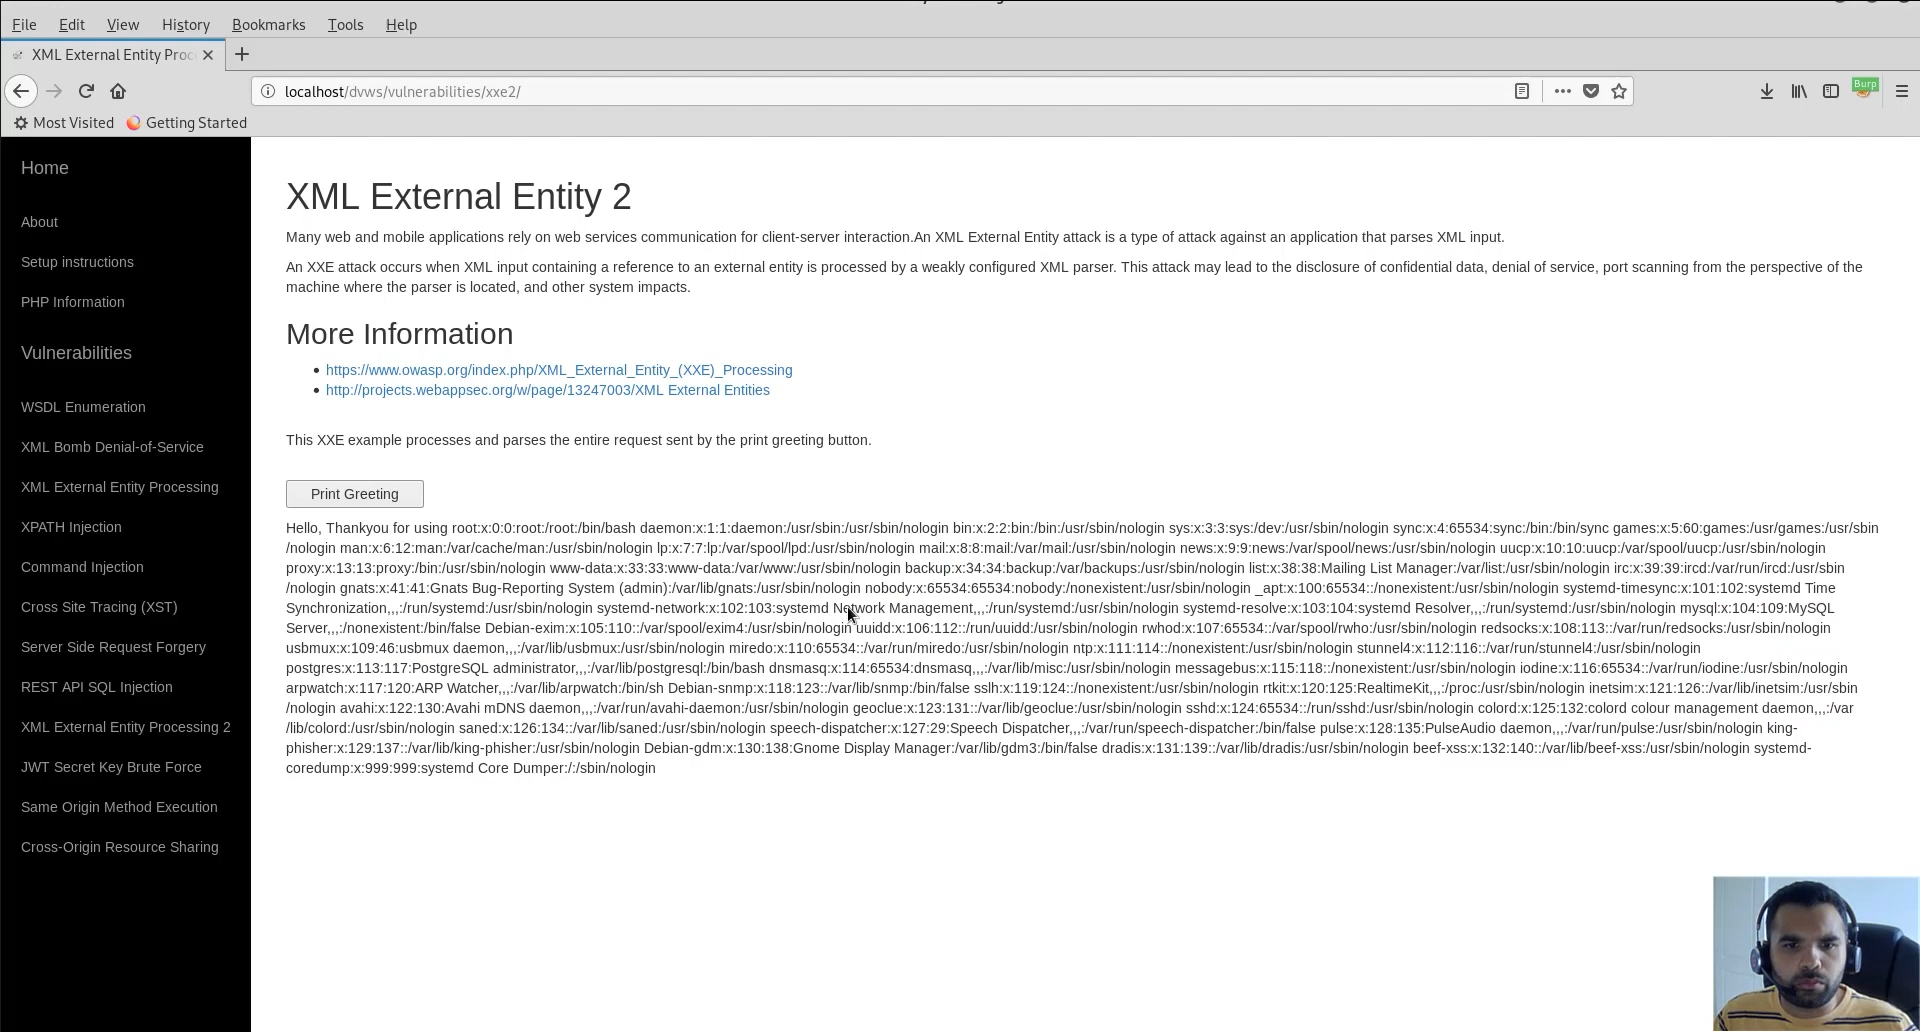 File Edit View History Bookmarks Tools Help
XML External Entity Proc
localhost/dvws/vulnerabilities/xxe2/
Burp
Most Visited Getting Started
Home
About
Setup instructions
PHP Information
Vulnerabilities
WSDL Enumeration
XML Bomb Denial-of-Service
XML External Entity Processing
XPATH Injection
Command Injection
Cross Site Tracing (XST)
Server Side Request Forgery
REST API SQL Injection
XML External Entity Processing 2
JWT Secret Key Brute Force
Same Origin Method Execution
Cross-Origin Resource Sharing
XML External Entity 2
Many web and mobile applications rely on web services communication for client-server interaction.An XML External Entity attack is a type of attack against an application that parses XML input.
An XXE attack occurs when XML input containing a reference to an external entity is processed by a weakly configured XML parser. This attack may lead to the disclosure of confidential data, denial of service, port scanning from the perspective of the
machine where the parser is located, and other system impacts.
More Information
https://www.owasp.org/index.php/XML_External_Entity_(XXE)_Processing
http://projects.webappsec.org/w/page/13247003/XML External Entities
This XXE example processes and parses the entire request sent by the print greeting button.
Print Greeting
Hello, Thankyou for using root:x:0:0:root:/root:/bin/bash daemon:x:1:1:daemon:/usr/sbin:/usr/sbin/nologin bin:x:2:2:bin:/bin:/usr/sbin/nologin sys:x:3:3:sys:/dev:/usr/sbin/nologin sync:x:4:65534:sync:/bin:/bin/sync games:x:5:60:games:/usr/games:/usr/sbin
/nologin man:x:6:12:man:/var/cache/man:/usr/sbin/nologin lp:x:7:7:lp:/var/spool/lpd:/usr/sbin/nologin mail:x:8:8:mail:/var/mail:/usr/sbin/nologin news:x:9:9:news:/var/spool/news:/usr/sbin/nologin uucp:x:10:10:uucp:/var/spool/uucp:/usr/sbin/nologin
proxy:x:13:13:proxy:/bin:/usr/sbin/nologin www-data:x:33:33:www-data:/var/www:/usr/sbin/nologin backup:x:34:34:backup:/var/backups:/usr/sbin/nologin list:x:38:38:Mailing List Manager:/var/list:/usr/sbin/nologin irc:x:39:39:ircd:/var/run/ircd:/usr/sbin
/nologin gnats:x:41:41:Gnats Bug-Reporting System (admin):/var/lib/gnats:/usr/sbin/nologin nobody:x:65534:65534:nobody:/nonexistent:/usr/sbin/nologin _apt:x:100:65534::/nonexistent:/usr/sbin/nologin systemd-timesync:x:101:102:systemd Time
Synchronization,,,:/run/systemd:/usr/sbin/nologin systemd-network:x:102:103:systemd Network Management,,,:/run/systemd:/usr/sbin/nologin systemd-resolve:x:103:104:systemd Resolver,,,:/run/systemd:/usr/sbin/nologin mysql:x:104:109:MySQL
Server,,,:/nonexistent:/bin/false Debian-exim:x:105:110::/var/spool/exim4:/usr/sbin/nologin uuidd:x:106:112::/run/uuidd:/usr/sbin/nologin rwhod:x:107:65534::/var/spool/rwho:/usr/sbin/nologin redsocks:x:108:113::/var/run/redsocks:/usr/sbin/nologin
usbmux:x:109:46:usbmux daemon,,,:/var/lib/usbmux:/usr/sbin/nologin miredo:x:110:65534::/var/run/miredo:/usr/sbin/nologin ntp:x:111:114::/nonexistent:/usr/sbin/nologin stunnel4:x:112:116::/var/run/stunnel4:/usr/sbin/nologin
postgres:x:113:117:PostgreSQL administrator,,,:/var/lib/postgresql:/bin/bash dnsmasq:x:114:65534:dnsmasq,,,:/var/lib/misc:/usr/sbin/nologin messagebus:x:115:118::/nonexistent:/usr/sbin/nologin iodine:x:116:65534::/var/run/iodine:/usr/sbin/nologin
arpwatch:x:117:120:ARP Watcher,,,:/var/lib/arpwatch:/bin/sh Debian-snmp:x:118:123::/var/lib/snmp:/bin/false sslh:x:119:124::/nonexistent:/usr/sbin/nologin rtkit:x:120:125:RealtimeKit,,,:/proc:/usr/sbin/nologin inetsim:x:121:126::/var/lib/inetsim:/usr/sbin
/nologin avahi:x:122:130:Avahi mDNS daemon,,,:/var/run/avahi-daemon:/usr/sbin/nologin geoclue:x:123:131::/var/lib/geoclue:/usr/sbin/nologin sshd:x:124:65534::/run/sshd:/usr/sbin/nologin colord:x:125:132:colord colour management daemon,,,:/var
/lib/colord:/usr/sbin/nologin saned:x:126:134::/var/lib/saned:/usr/sbin/nologin speech-dispatcher:x:127:29:Speech Dispatcher,,,:/var/run/speech-dispatcher:/bin/false pulse:x:128:135:PulseAudio daemon,,,:/var/run/pulse:/usr/sbin/nologin king-
phisher:x:129:137::/var/lib/king-phisher:/usr/sbin/nologin Debian-gdm:x:130:138:Gnome Display Manager:/var/lib/gdm3:/bin/false dradis:x:131:139::/var/lib/dradis:/usr/sbin/nologin beef-xss:x:132:140::/var/lib/beef-xss:/usr/sbin/nologin systemd-
coredump:x:999:999:systemd Core Dumper:/:/sbin/nologin